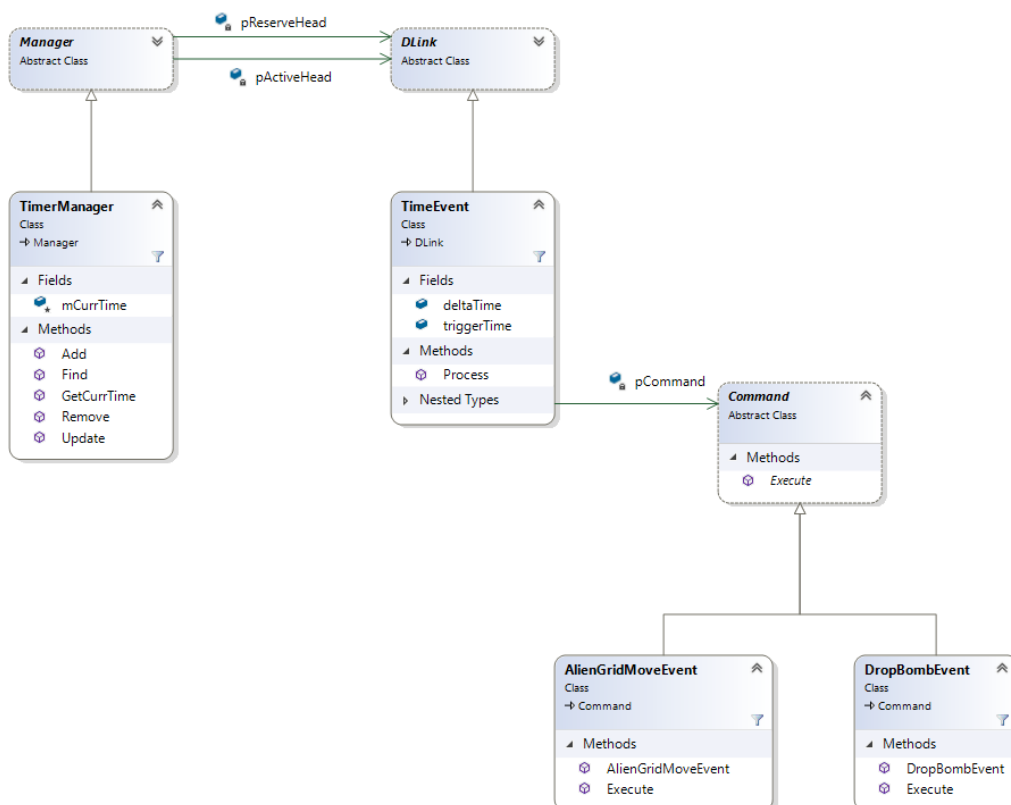 pReserveHead
Manager
Abstract Class
DLink
Abstract Class
pActiveHead
TimerManager
Class
Manager
Fields
mCurrTime
Methods
Add
Find
GetCurrTime
Remove
Update
TimeEvent
Class
DLink
Fields
deltaTime
triggerTime
Methods
Process
Nested Types
pCommand
Command
Abstract Class
Methods
Execute
AlienGridMoveEvent
Class
Command
Methods
AlienGridMoveEvent
Execute
DropBombEvent
Class
Command
Methods
DropBombEvent
Execute